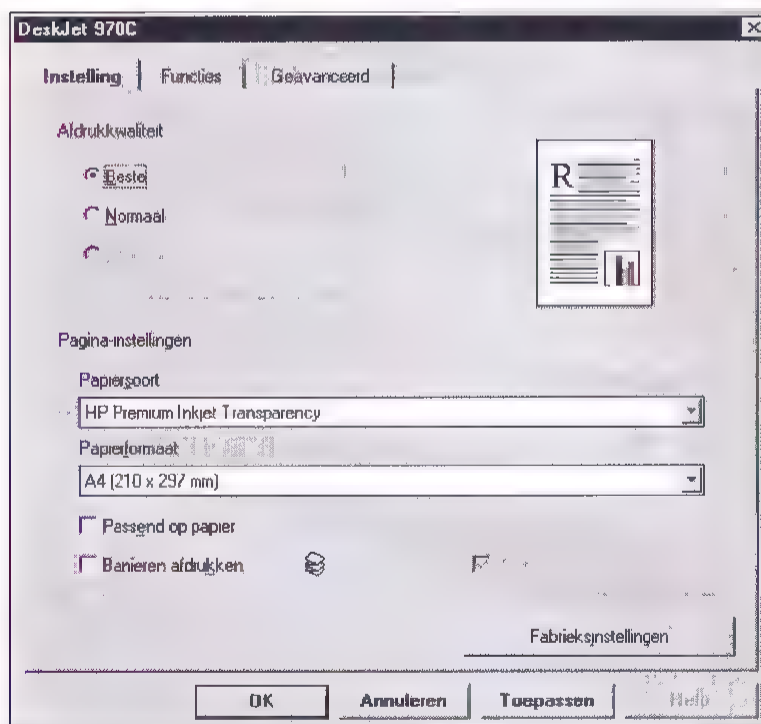 DeskJet 970C
Instelling Functies Geavanceerd
Afdrukkwaliteit
Beste
Normaal
R
Pagina-instellingen
Papiersoort
HP Premium Inkjet Transparency
Papierformaat
A4 (210 x 297 mm)
Passend op papier
Banieren afdrukken
Fabrieksinstellingen
OK Annuleren Toepassen Help